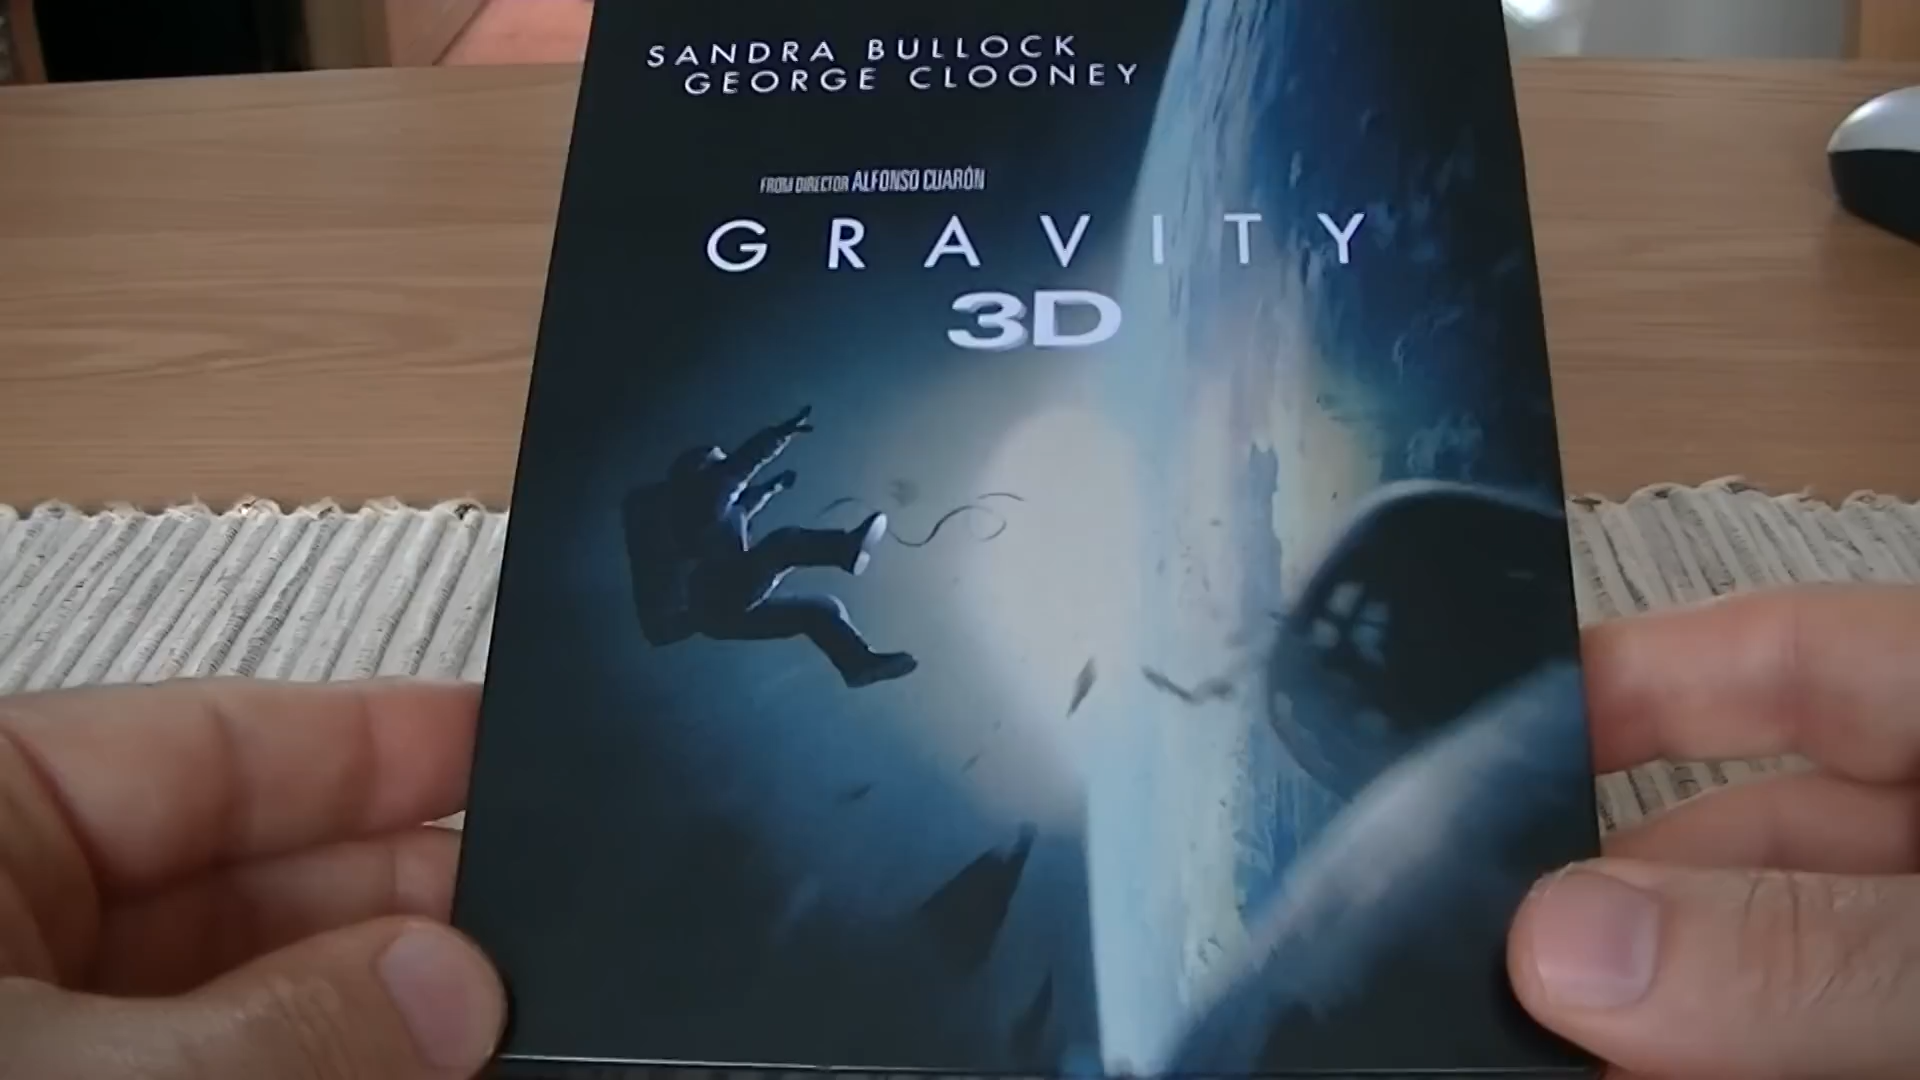 SANDRA BULLOCK
GEORGE CLOONEY
FROM DIRECTOR ALFONSO CUARÓN
GRAVITY
3D